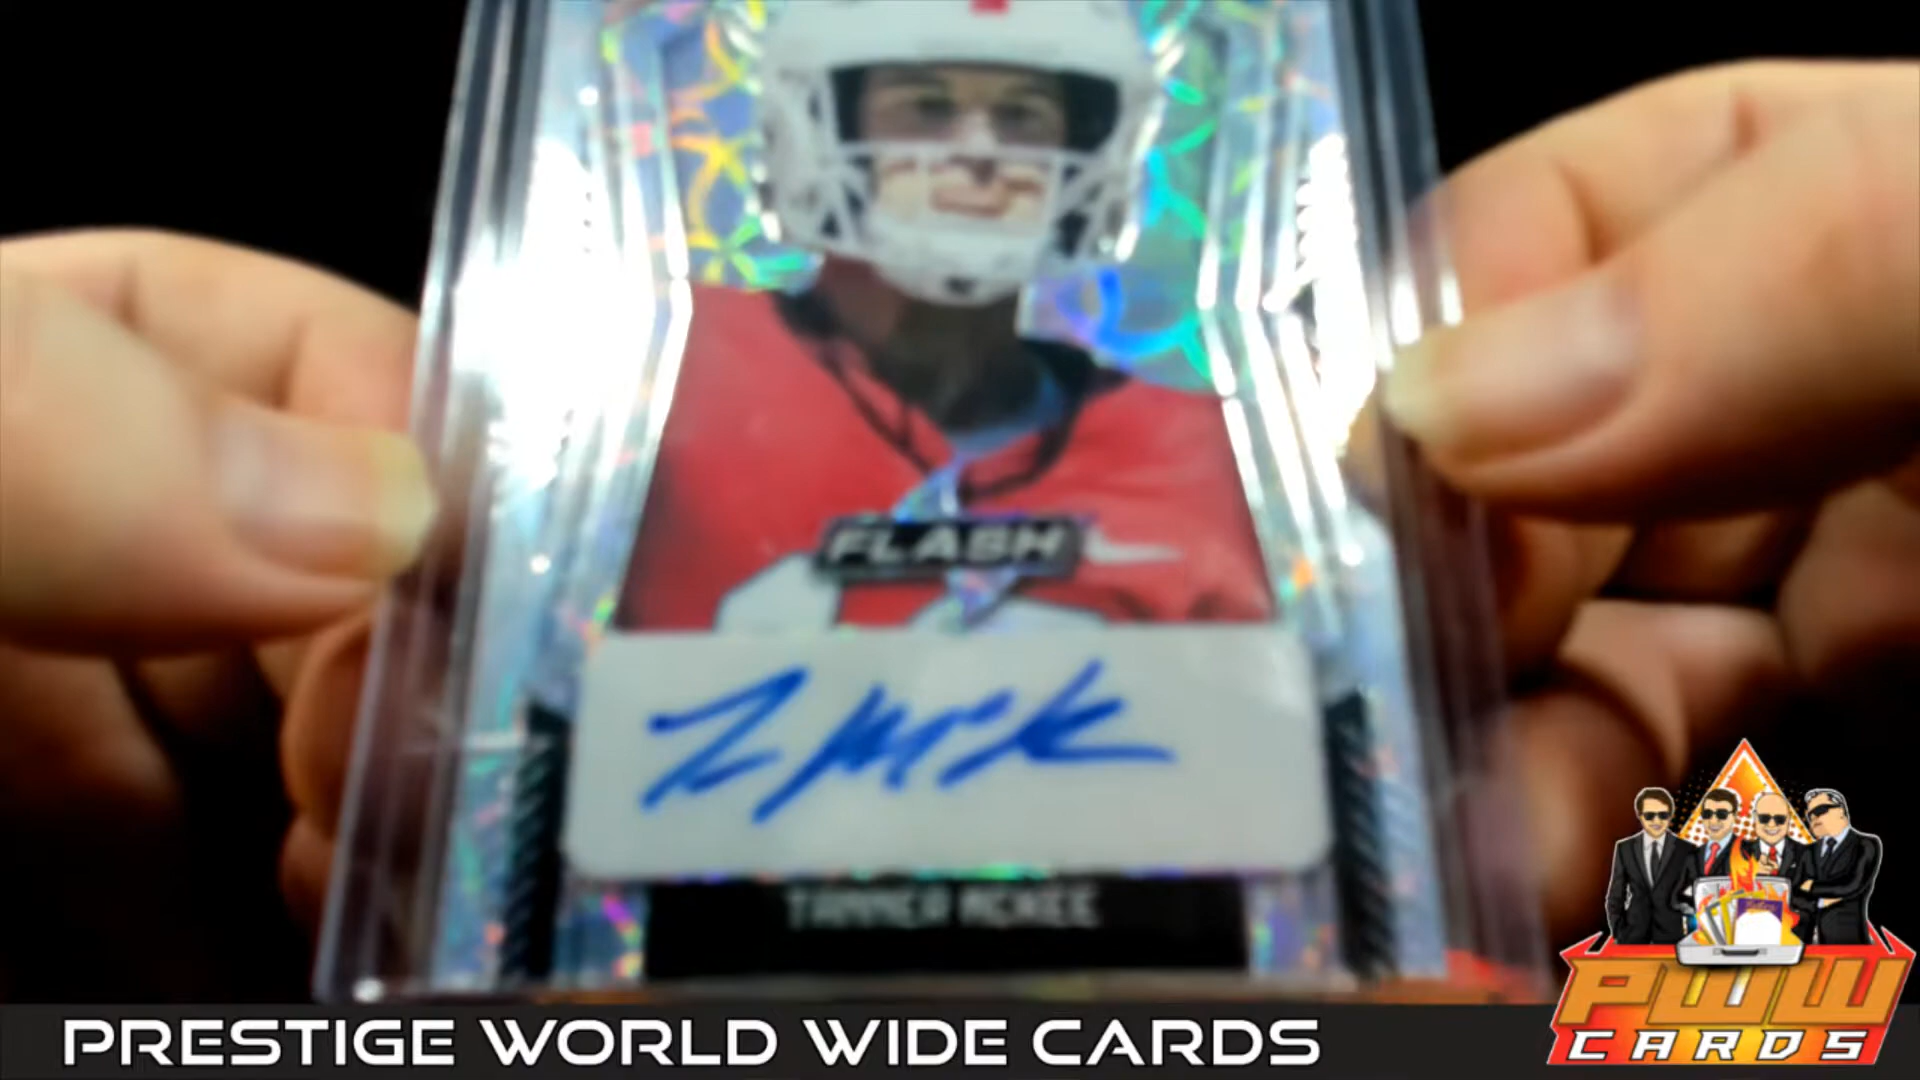 FLASH
TANNER MCKEE
PRESTIGE WORLD WIDE CARDS
PWW
CARDS